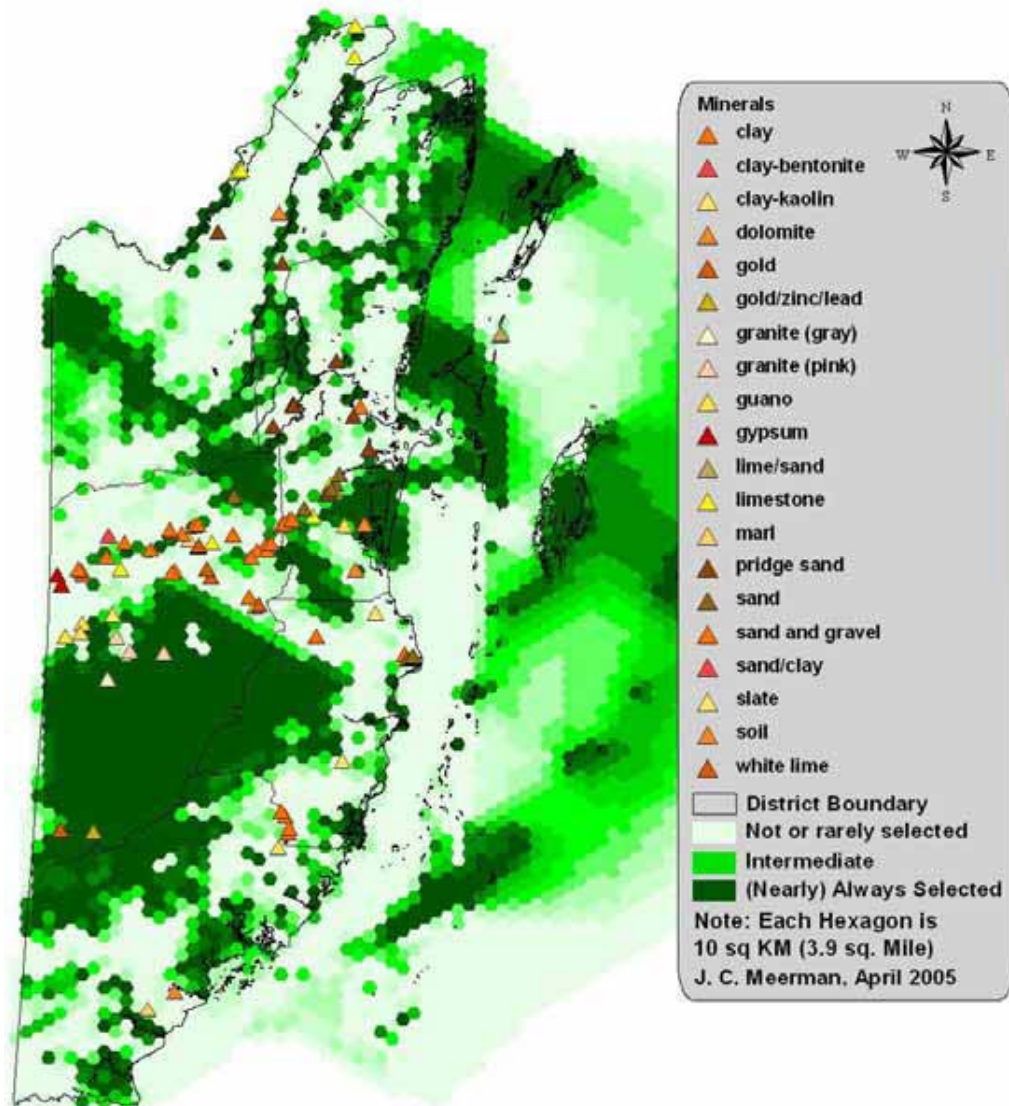 Minerals
N
W E
S
clay
clay-bentonite
clay-kaolin
dolomite
gold
gold/zinc/lead
granite (gray)
granite (pink)
guano
gypsum
lime/sand
limestone
marl
pridge sand
sand
sand and gravel
sand/clay
slate
soil
white lime
District Boundary
Not or rarely selected
Intermediate
(Nearly) Always Selected
Note: Each Hexagon is
10 sq KM (3.9 sq. Mile)
J. C. Meerman, April 2005